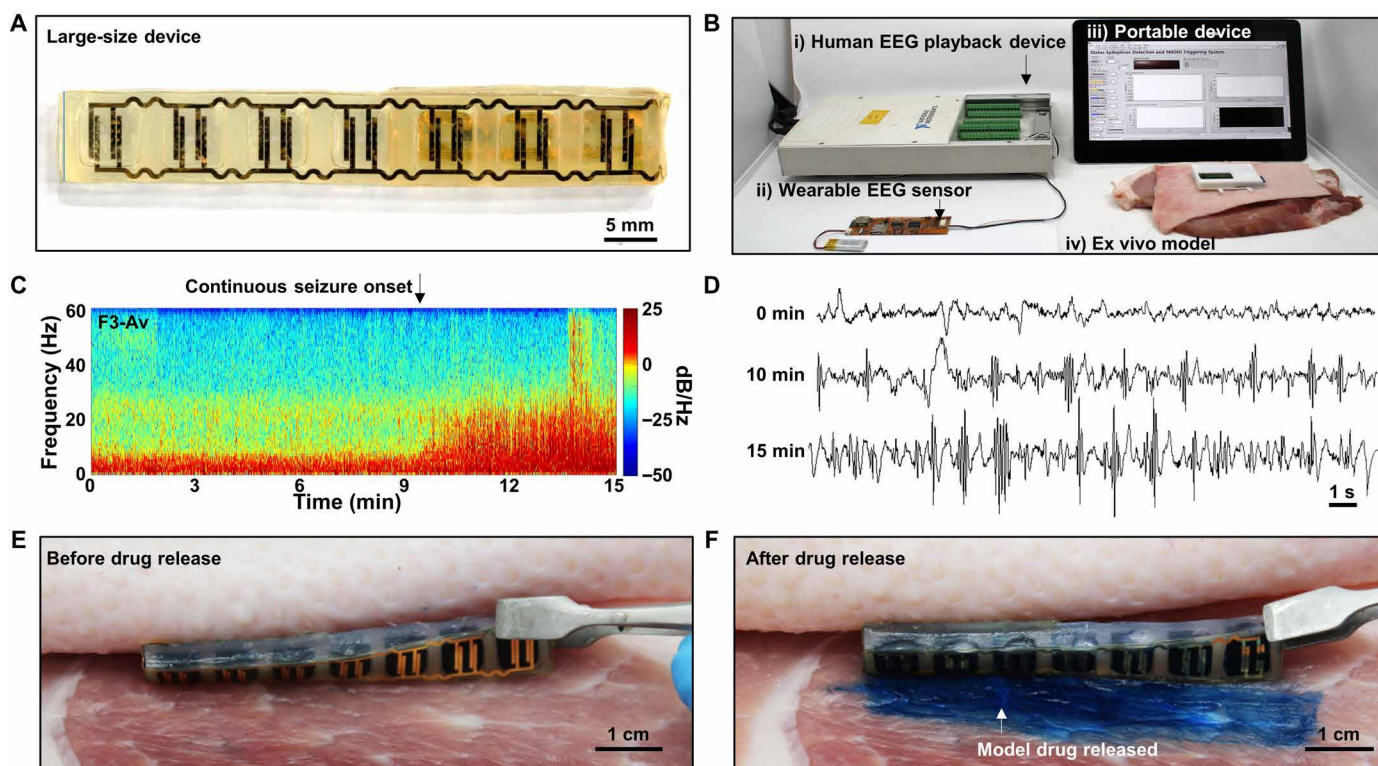 A
Large-size device
5 mm
B
i) Human EEG playback device
iii) Portable device
Status Epilepticus Detection and SMDDI Triggering System
ii) Wearable EEG sensor
iv) Ex vivo model
C
Continuous seizure onset
F3-Av
Frequency (Hz)
60
40
20
0
0
3
6
9
12
15
Time (min)
25
0
−25
−50
dB/Hz
D
0 min
10 min
15 min
1 s
E
Before drug release
1 cm
F
After drug release
Model drug released
1 cm